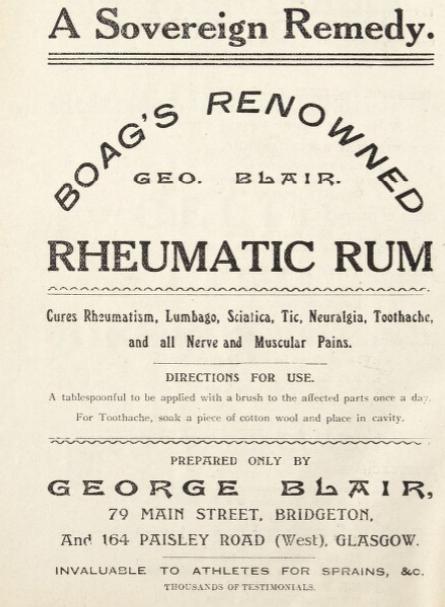 A Sovereign Remedy.
BOAG'S RENOWNED
GEO. BLAIR.
RHEUMATIC RUM
Cures Rheumatism, Lumbago, Sciatica, Tic, Neuralgia, Toothache,
and all Nerve and Muscular Pains.
DIRECTIONS FOR USE.
A tablespoonful to be applied with a brush to the affected parts once a day.
For Toothache, soak a piece of cotton wool and place in cavity.
PREPARED ONLY BY
GEORGE BLAIR,
79 MAIN STREET, BRIDGETON,
And 164 PAISLEY ROAD (West), GLASGOW.
INVALUABLE TO ATHLETES FOR SPRAINS, &c.
THOUSANDS OF TESTIMONIALS.